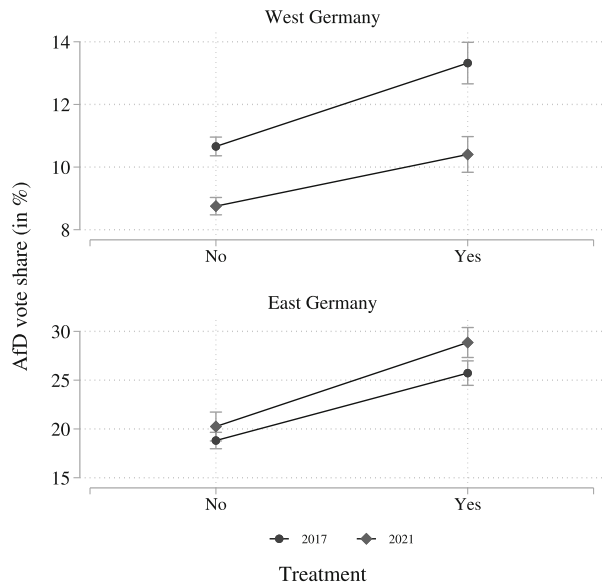 West Germany
14
12
10
8
No Yes
AfD vote share (in %)
East Germany
30
25
20
15
No Yes
2017 2021
Treatment